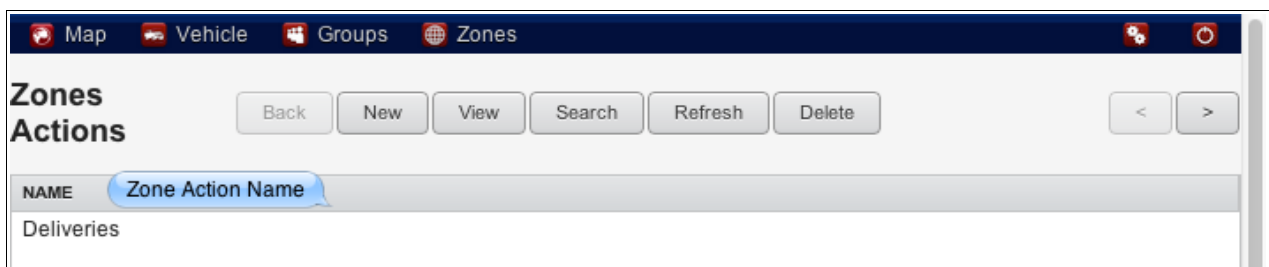 Map Vehicle Groups Zones
Zones
Actions
Back New View Search Refresh Delete < >
NAME Zone Action Name
Deliveries